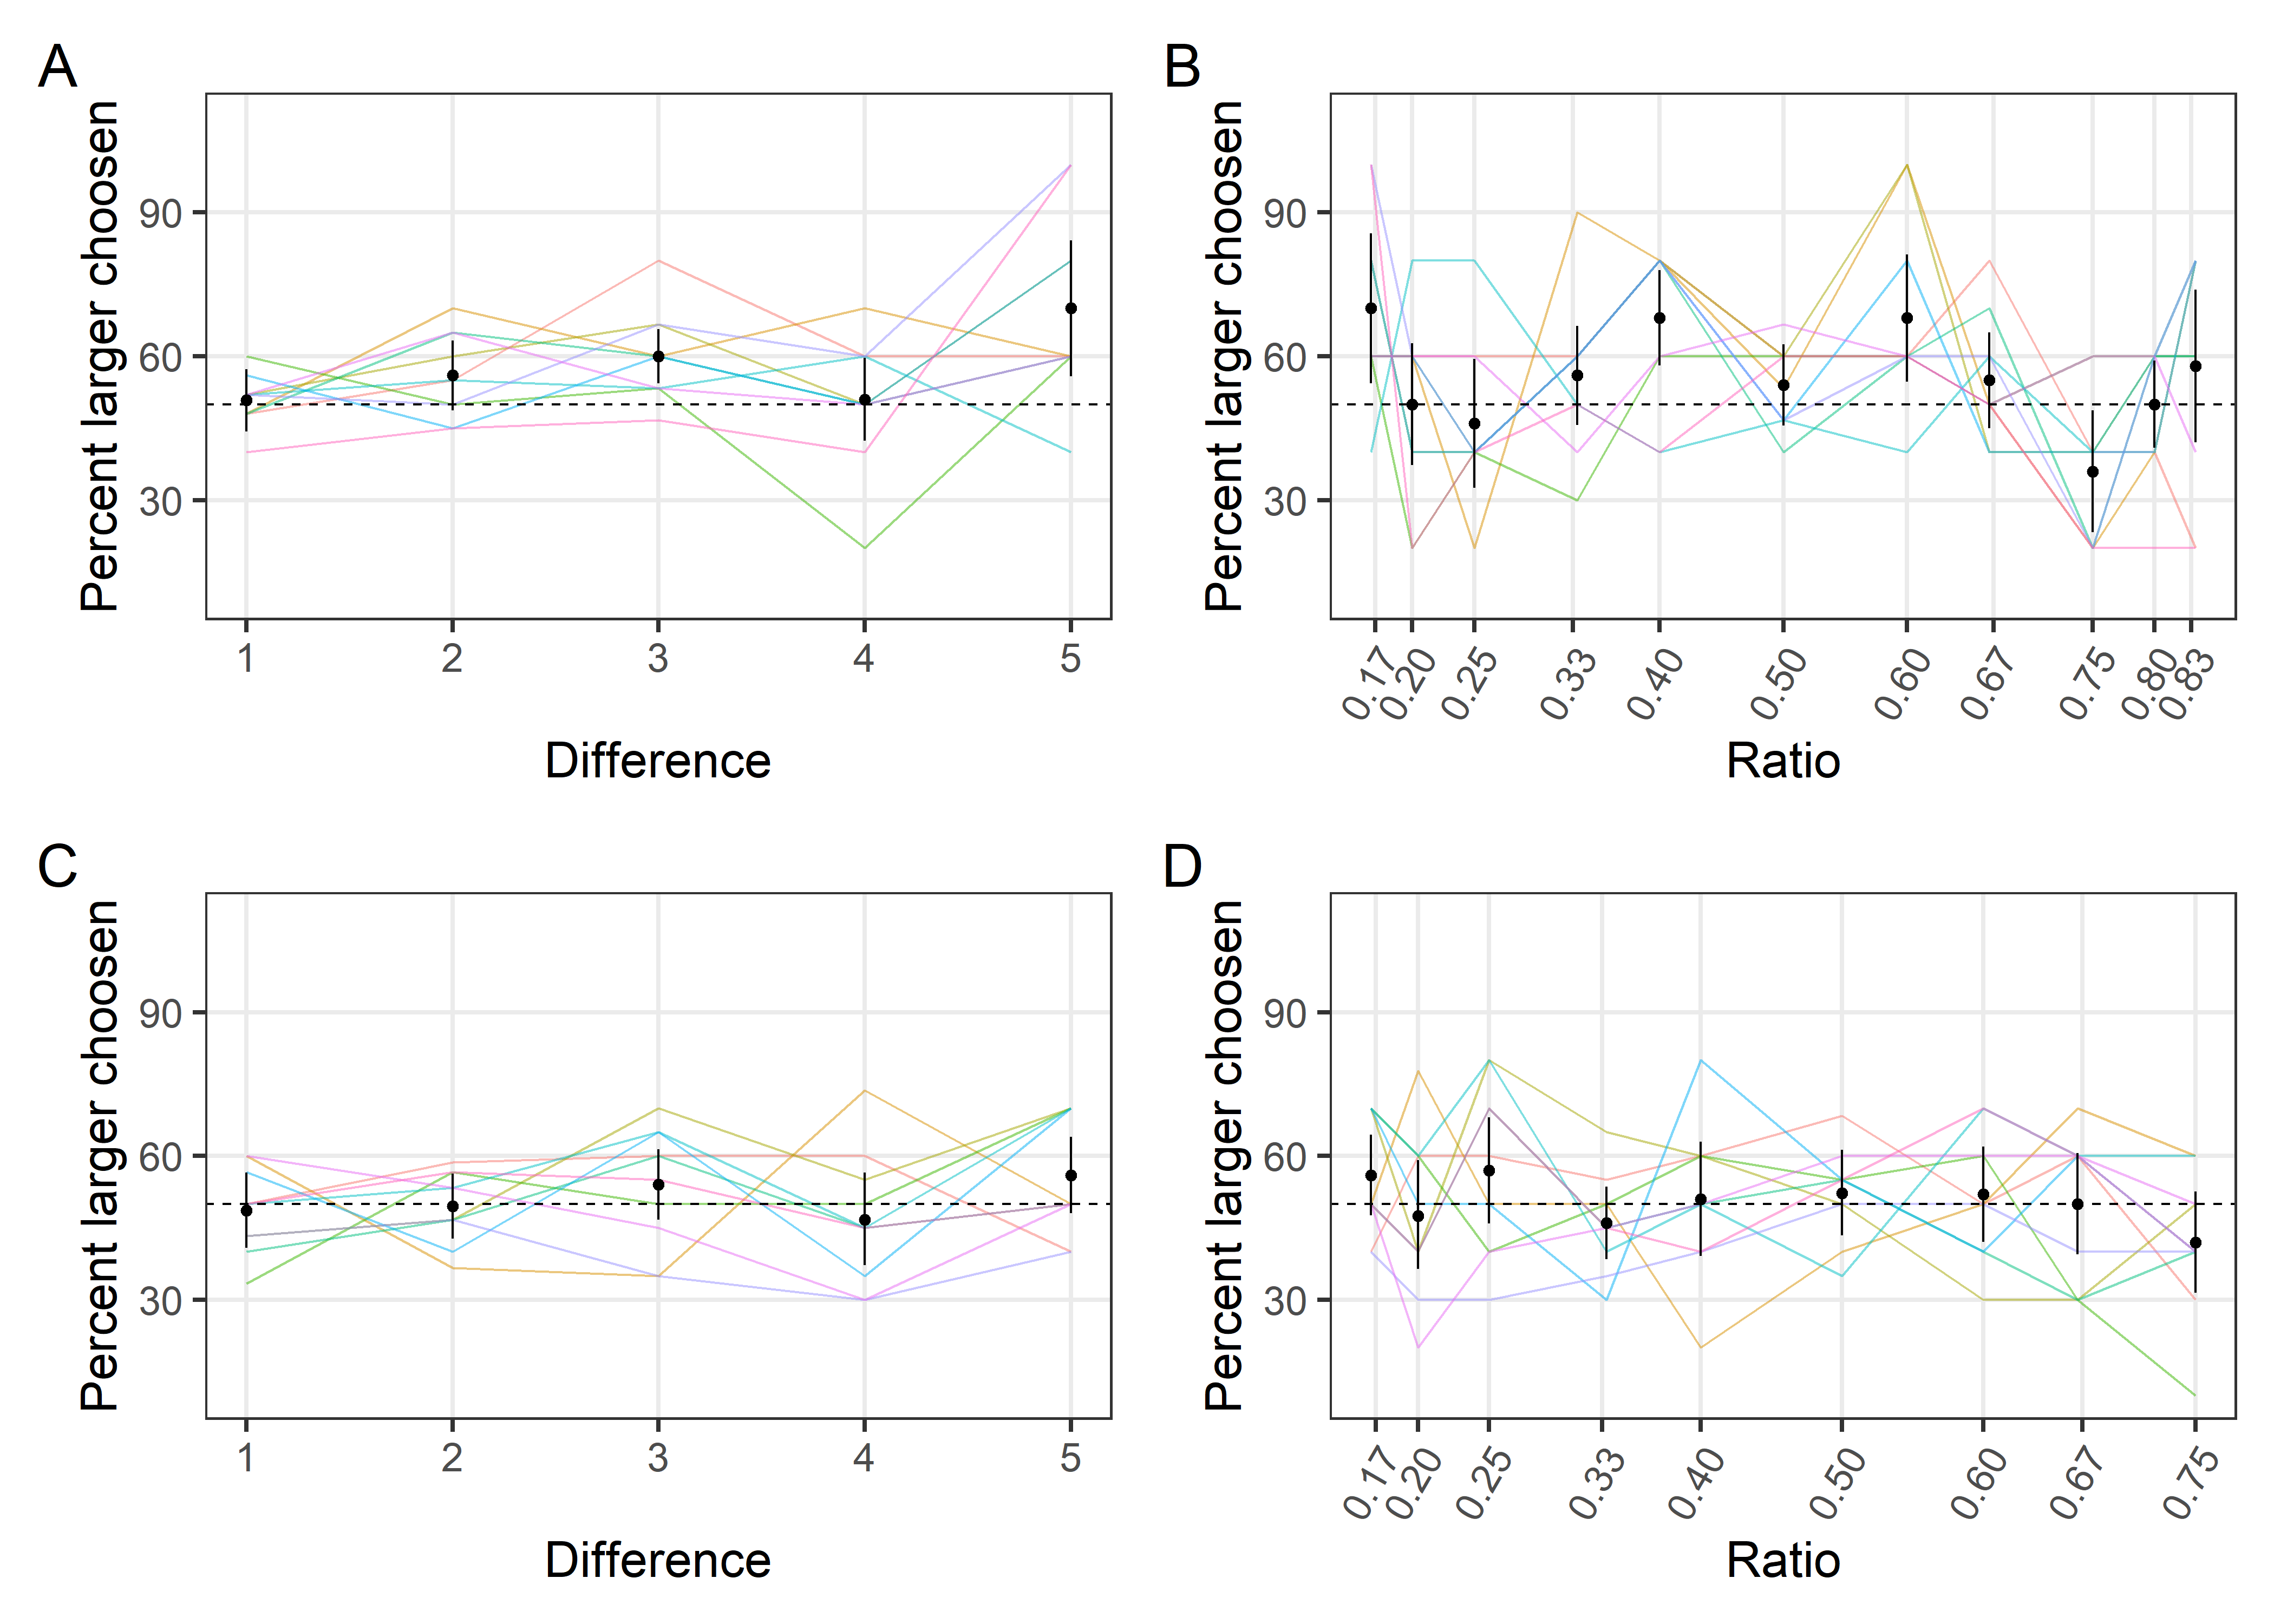 A
Percent larger choosen
90
60
30
1 2 3 4 5
Difference
B
Percent larger choosen
90
60
30
0.17 0.20 0.25 0.33 0.40 0.50 0.60 0.67 0.75 0.80 0.83
Ratio
C
Percent larger choosen
90
60
30
1 2 3 4 5
Difference
D
Percent larger choosen
90
60
30
0.17 0.20 0.25 0.33 0.40 0.50 0.60 0.67 0.75
Ratio